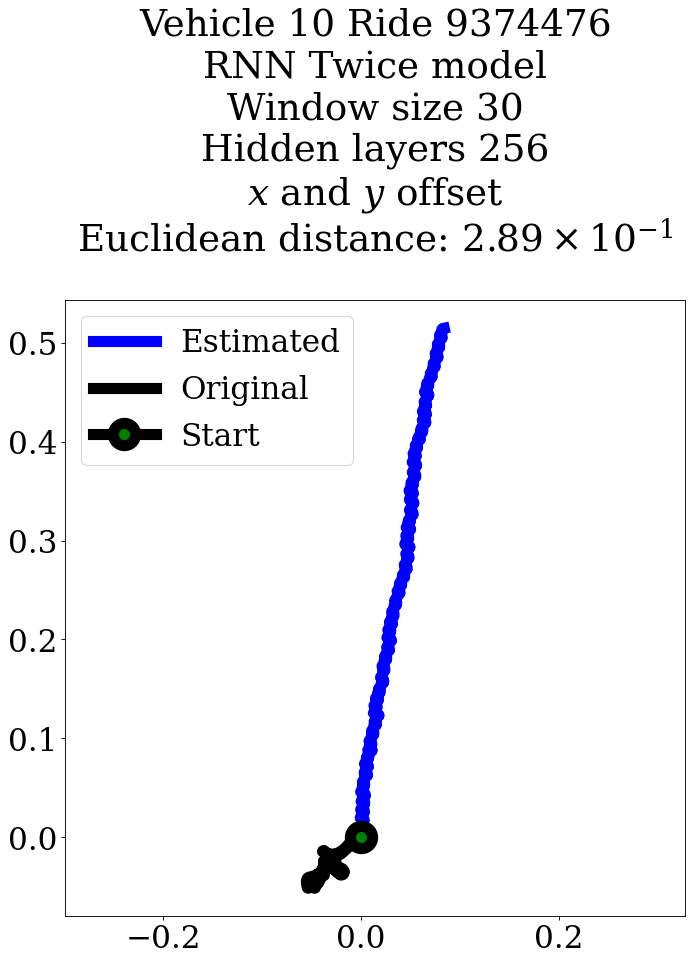 Vehicle 10 Ride 9374476
RNN Twice model
Window size 30
Hidden layers 256
x and y offset
Euclidean distance: 2.89 × 10⁻¹
Estimated
Original
Start
0.5
0.4
0.3
0.2
0.1
0.0
−0.2 0.0 0.2